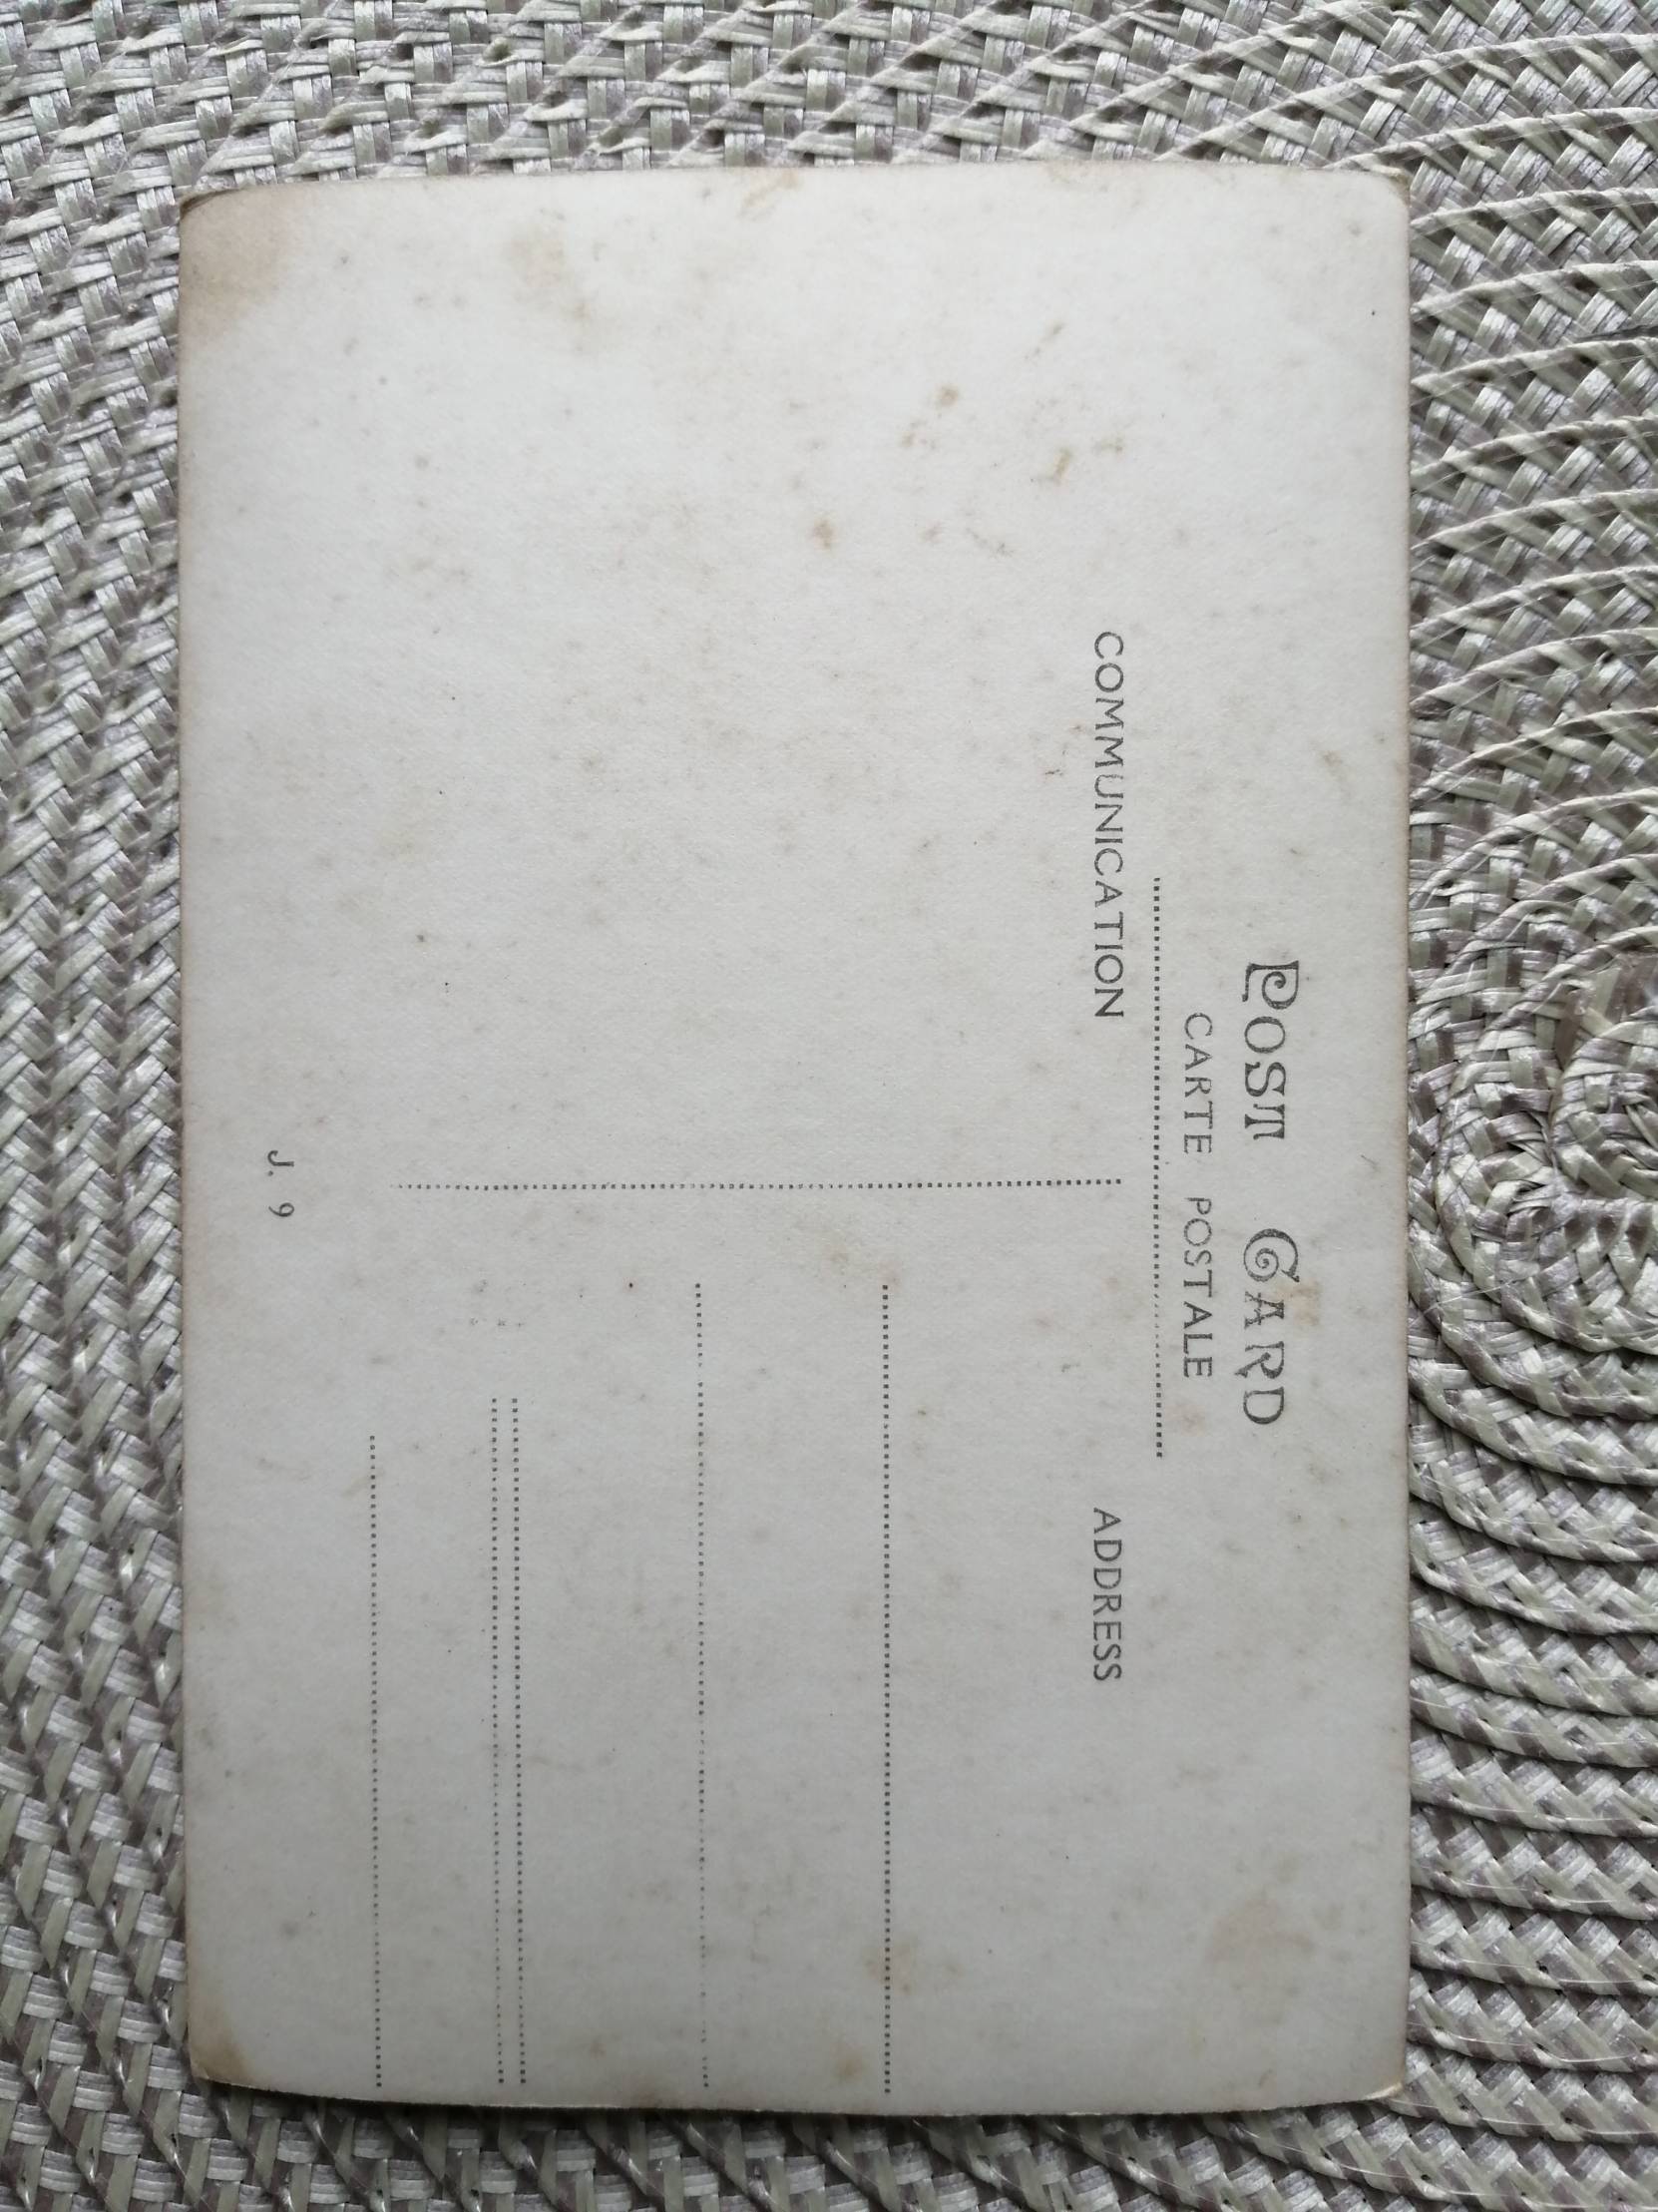 POST CARD
CARTE POSTALE
COMMUNICATION
ADDRESS
J. 9